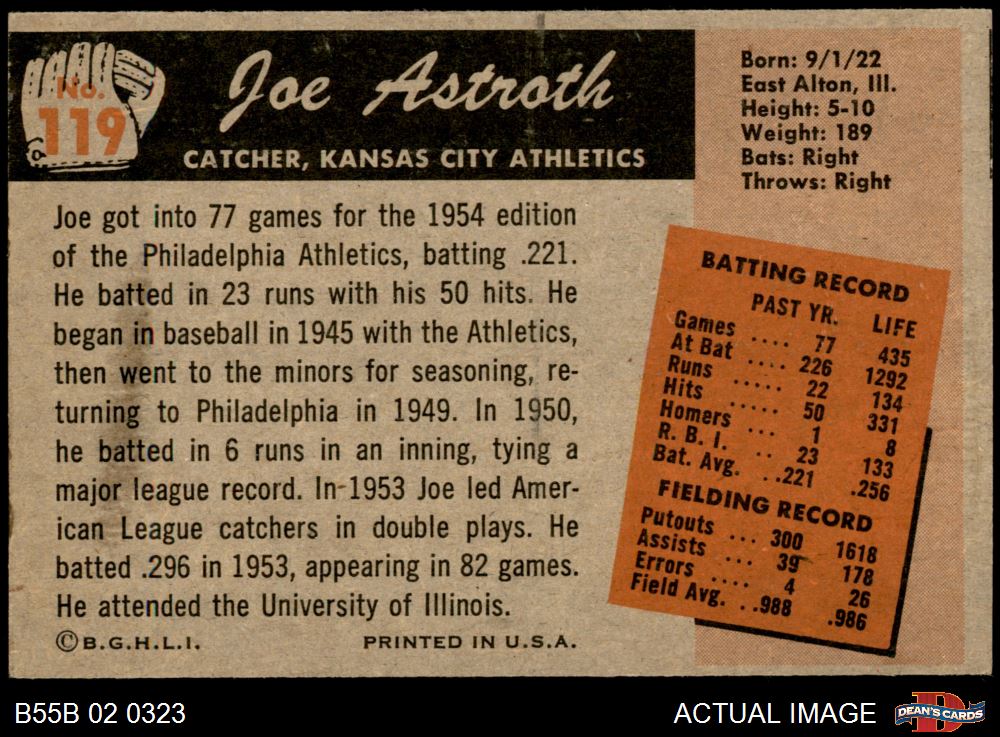 No.
119
Joe Astroth
CATCHER, KANSAS CITY ATHLETICS
Born: 9/1/22
East Alton, Ill.
Height: 5-10
Weight: 189
Bats: Right
Throws: Right
Joe got into 77 games for the 1954 edition
of the Philadelphia Athletics, batting .221.
He batted in 23 runs with his 50 hits. He
began in baseball in 1945 with the Athletics,
then went to the minors for seasoning, re-
turning to Philadelphia in 1949. In 1950,
he batted in 6 runs in an inning, tying a
major league record. In 1953 Joe led Amer-
ican League catchers in double plays. He
batted .296 in 1953, appearing in 82 games.
He attended the University of Illinois.
©B.G.H.L.I. PRINTED IN U.S.A.
BATTING RECORD
PAST YR. LIFE
Games .... 77 435
At Bat .... 226 1292
Runs ..... 22 134
Hits ..... 50 331
Homers ... 1 8
R. B. I. .. 23 133
Bat. Avg. ..221 .256
FIELDING RECORD
Putouts ... 300 1618
Assists ... 39 178
Errors .... 4 26
Field Avg. ..988 .986
B55B 02 0323
ACTUAL IMAGE
DEAN'S CARDS